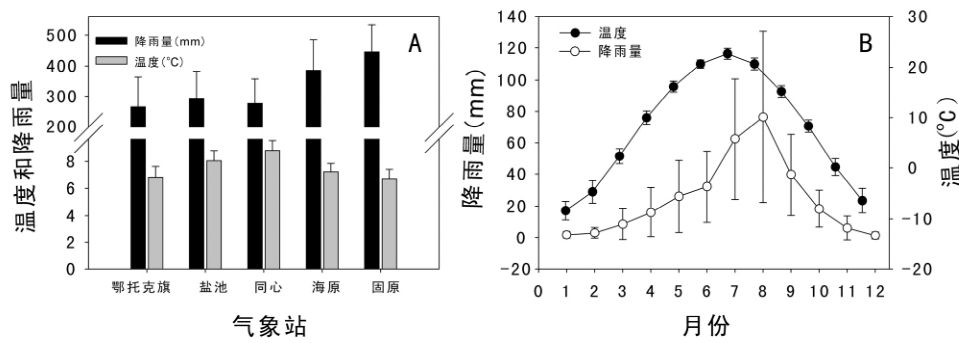 A
降雨量(mm)
温度(℃)
温度和降雨量
500
400
300
200
8
6
4
2
0
鄂托克旗 盐池 同心 海原 固原
气象站
B
温度
降雨量
降雨量(mm)
140
120
100
80
60
40
20
0
-20
温度(℃)
30
20
10
0
-10
-20
0 1 2 3 4 5 6 7 8 9 10 11 12
月份